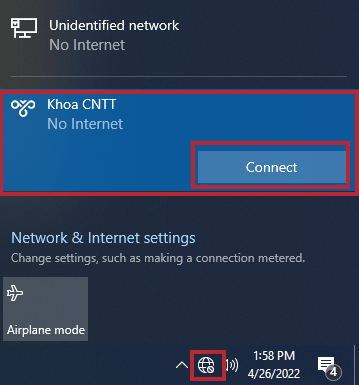 Unidentified network
No Internet
Khoa CNTT
No Internet
Connect
Network & Internet settings
Change settings, such as making a connection metered.
Airplane mode
1:58 PM
4/26/2022
4